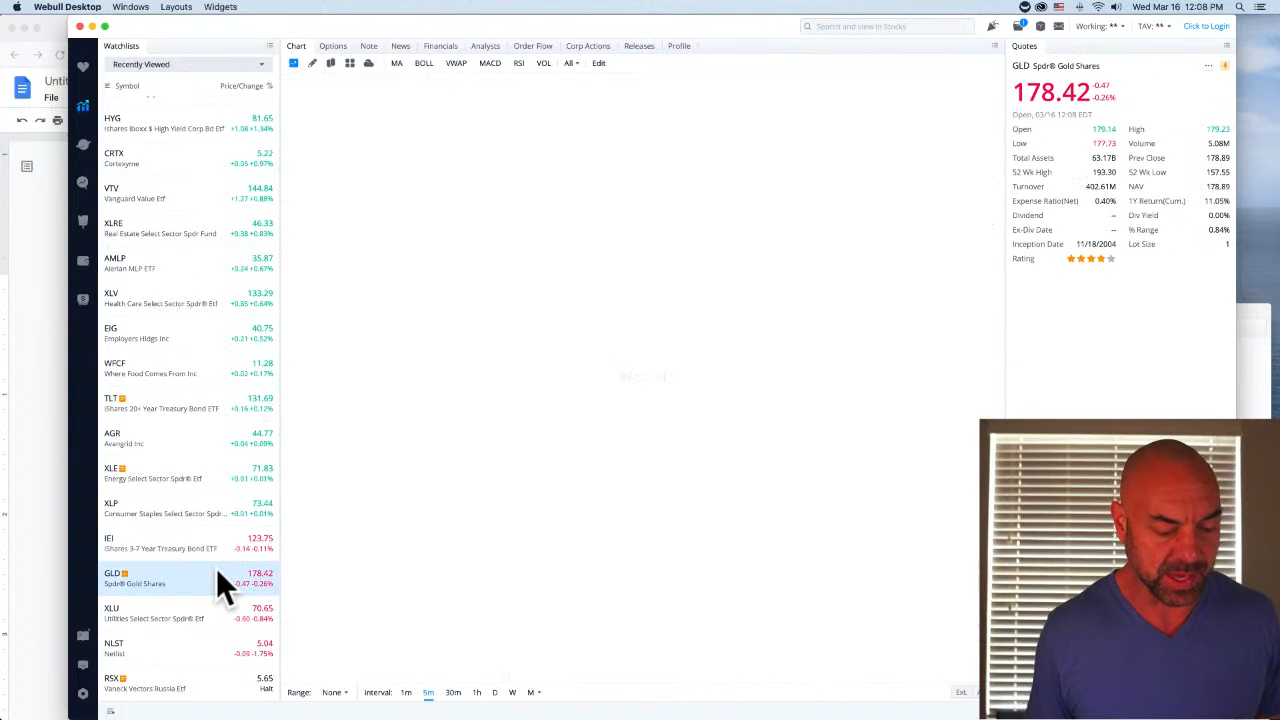 Webull Desktop Windows Layouts Widgets
Wed Mar 16 12:08 PM
Search and view in Stocks
Working: ** TAV: ** Click to Login
Untitl
File
Watchlists
Recently Viewed
Symbol Price/Change
HYG 81.65
Ishares Iboxx $ High Yield Corp Bd Etf +1.08 +1.34%
CRTX 5.22
Cortexyme +0.05 +0.97%
VTV 144.84
Vanguard Value Etf +1.27 +0.88%
XLRE 46.33
Real Estate Select Sector Spdr Fund +0.38 +0.83%
AMLP 35.87
Alerian MLP ETF +0.24 +0.67%
XLV 133.29
Health Care Select Sector Spdr® Etf +0.85 +0.64%
EIG 40.75
Employers Hldgs Inc +0.21 +0.52%
WFCF 11.28
Where Food Comes From Inc +0.02 +0.17%
TLT 131.69
iShares 20+ Year Treasury Bond ETF +0.16 +0.12%
AGR 44.77
Avangrid Inc +0.04 +0.09%
XLE 71.83
Energy Select Sector Spdr® Etf +0.01 +0.01%
XLP 73.44
Consumer Staples Select Sector Spdr... +0.01 +0.01%
IEI 123.75
iShares 3-7 Year Treasury Bond ETF -0.14 -0.11%
GLD 178.42
Spdr® Gold Shares -0.47 -0.26%
XLU 70.65
Utilities Select Sector Spdr® Etf -0.60 -0.84%
NLST 5.04
Netlist -0.09 -1.75%
RSX 5.65
Vaneck Vectors Russia Etf Halt
Chart Options Note News Financials Analysts Order Flow Corp Actions Releases Profile
MA BOLL VWAP MACD RSI VOL All Edit
Webull
Range: None Interval: 1m 5m 30m 1h D W M Ext.
Quotes
GLD Spdr® Gold Shares
178.42 -0.47
-0.26%
Open, 03/16 12:08 EDT
Open 179.14 High 179.23
Low 177.73 Volume 5.08M
Total Assets 63.17B Prev Close 178.89
52 Wk High 193.30 52 Wk Low 157.55
Turnover 402.61M NAV 178.89
Expense Ratio(Net) 0.40% 1Y Return(Cum.) 11.05%
Dividend -- Div Yield 0.00%
Ex-Div Date -- % Range 0.84%
Inception Date 11/18/2004 Lot Size 1
Rating